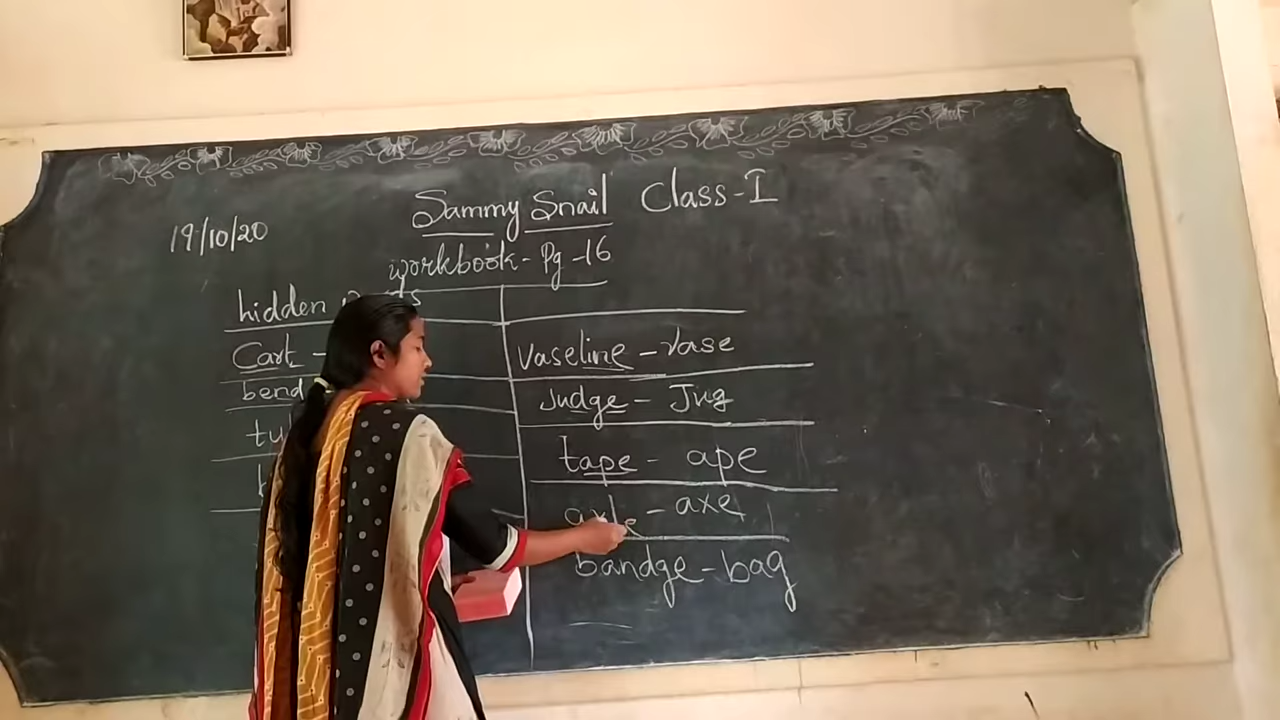 Sammy Snail Class-I
19/10/20
workbook - Pg - 16
hidden
Cart -
bend
vaseline - vase
Judge - Jug
tape - ape
axle - axe
bandge - bag